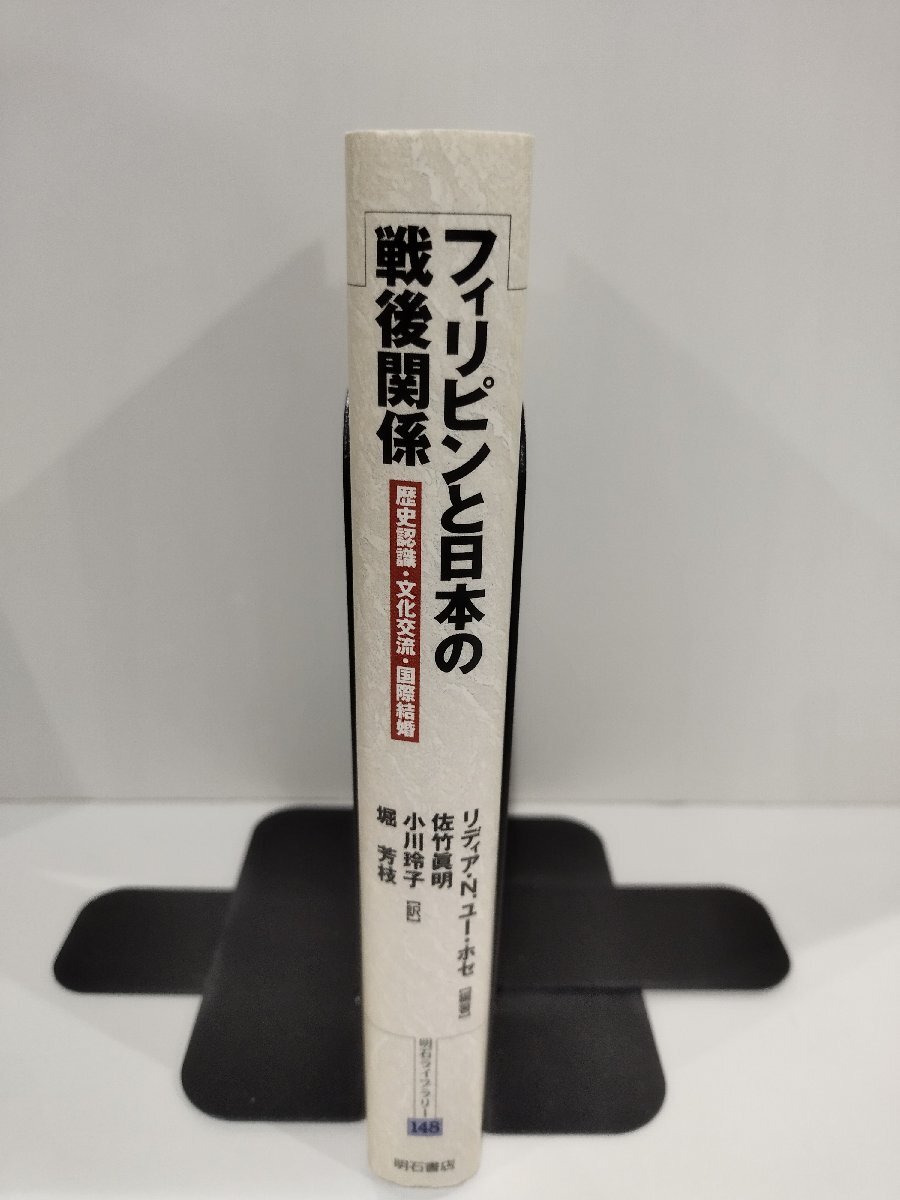 フィリピンと日本の
戦後関係
歴史認識・文化交流・国際結婚
リディア・N.ユー・ホセ[編著]
佐竹眞明
小川玲子[訳]
堀 芳枝
明石ライブラリー
148
明石書店